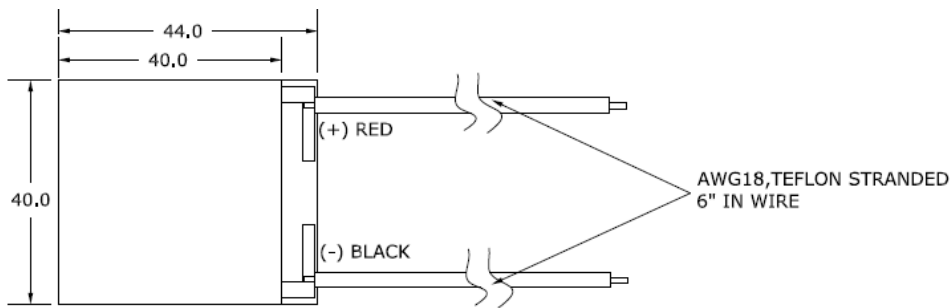 44.0
40.0
40.0
(+) RED
(-) BLACK
AWG18,TEFLON STRANDED
6" IN WIRE